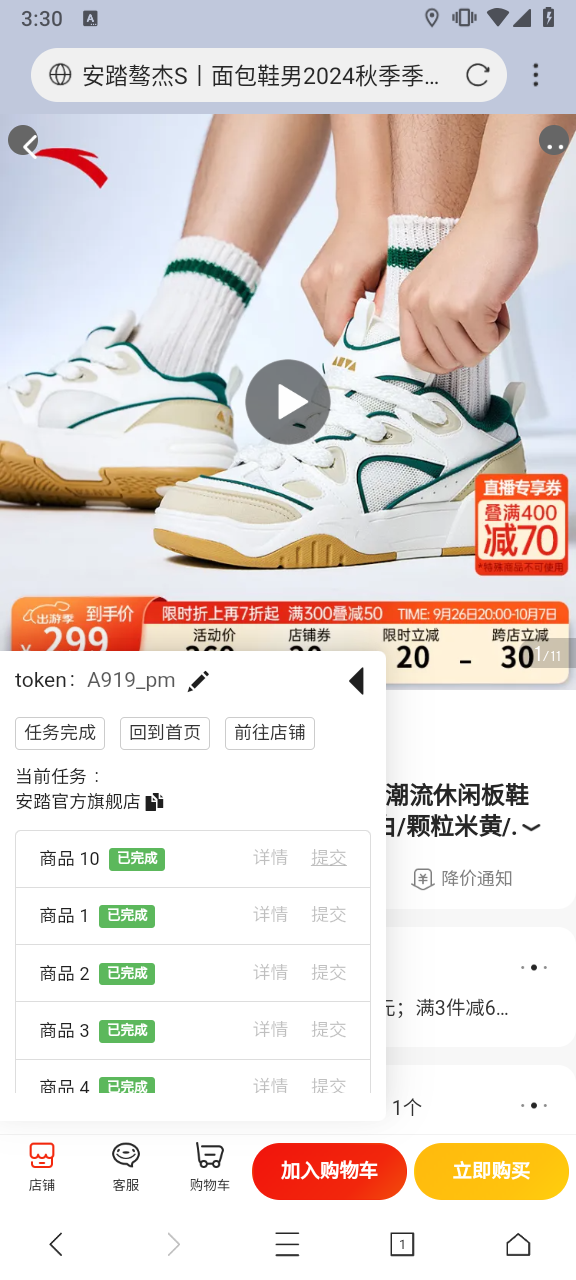 3:30
安踏骜杰S丨面包鞋男2024秋季季...
直播专享券
叠满400
减70
*特殊商品不可使用
出游季 到手价
限时折上再7折起 满300叠减50 TIME: 9月26日20:00-10月7日
¥299
活动价 店铺券 限时立减 跨店立减
20 - 30
1/11
token: A919_pm
任务完成 回到首页 前往店铺
当前任务：
安踏官方旗舰店
潮流休闲板鞋
白/颗粒米黄/.
商品 10 已完成 详情 提交
降价通知
商品 1 已完成 详情 提交
商品 2 已完成 详情 提交
元；满3件减6...
商品 3 已完成 详情 提交
商品 4 已完成 详情 提交
1个
店铺 客服 购物车 加入购物车 立即购买
1